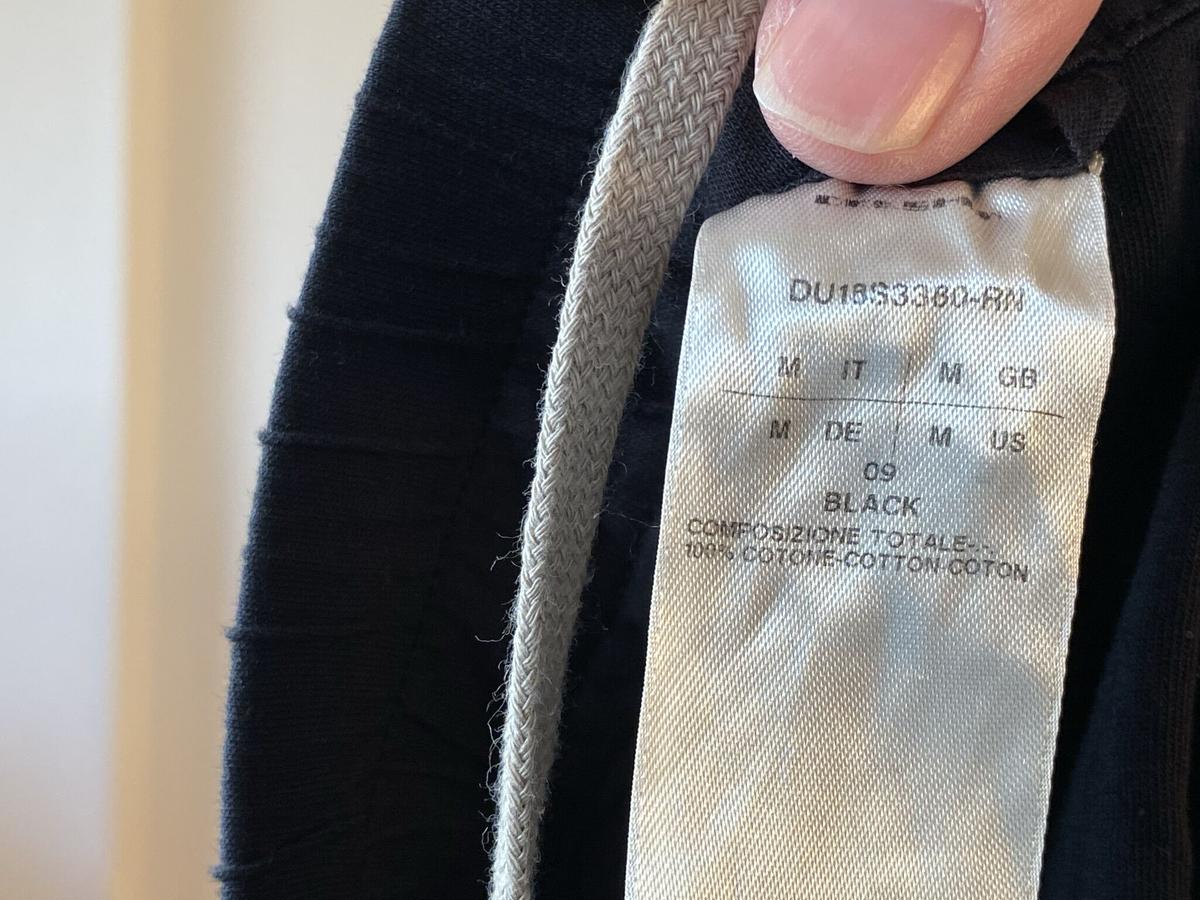 DU18S3360-RN
M IT M GB
M DE M US
09
BLACK
COMPOSIZIONE TOTALE-..
100% COTONE-COTTON-COTON